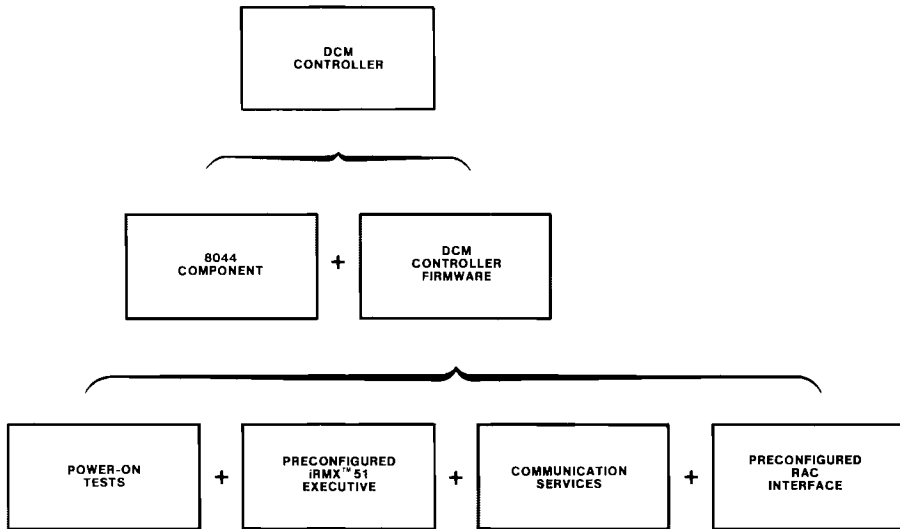 DCM
CONTROLLER
8044
COMPONENT
+
DCM
CONTROLLER
FIRMWARE
POWER-ON
TESTS
+
PRECONFIGURED
iRMX™ 51
EXECUTIVE
+
COMMUNICATION
SERVICES
+
PRECONFIGURED
RAC
INTERFACE